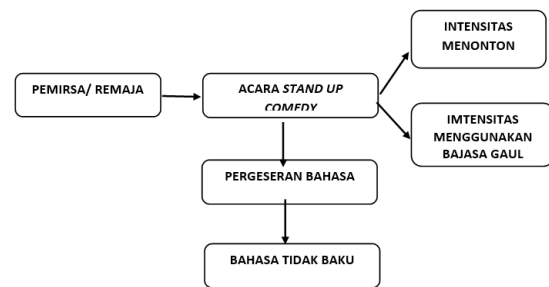 PEMIRSA/ REMAJA
ACARA STAND UP
COMEDY
INTENSITAS
MENONTON
IMTENSITAS
MENGGUNAKAN
BAJASA GAUL
PERGESERAN BAHASA
BAHASA TIDAK BAKU